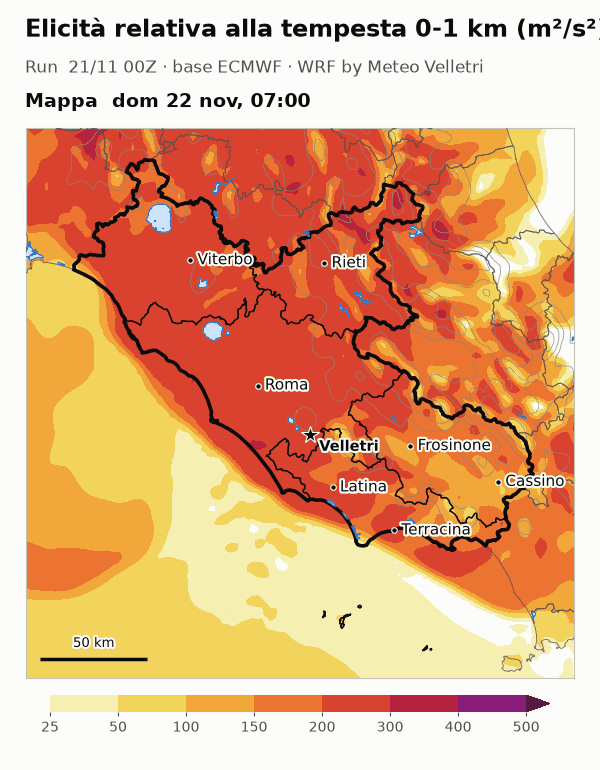 Elicità relativa alla tempesta 0-1 km (m²/s²)
Run 21/11 00Z · base ECMWF · WRF by Meteo Velletri
Mappa dom 22 nov, 07:00
Viterbo
Rieti
Roma
Velletri
Frosinone
Cassino
Latina
Terracina
50 km
25 50 100 150 200 300 400 500